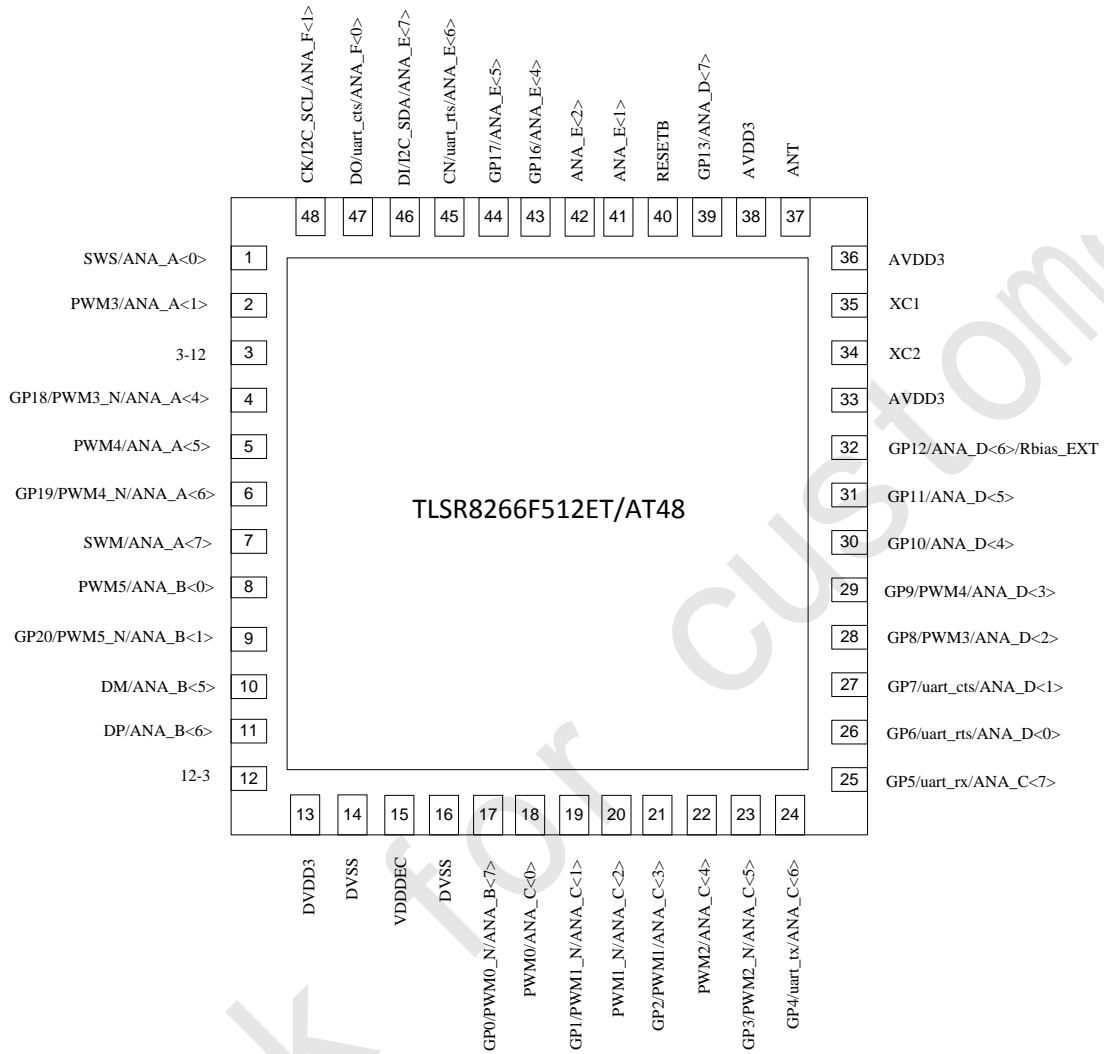 CK/I2C_SCL/ANA_F<1>
DO/uart_cts/ANA_F<0>
DI/I2C_SDA/ANA_E<7>
CN/uart_rts/ANA_E<6>
GP17/ANA_E<5>
GP16/ANA_E<4>
ANA_E<2>
ANA_E<1>
RESETB
GP13/ANA_D<7>
AVDD3
ANT
48
47
46
45
44
43
42
41
40
39
38
37
SWS/ANA_A<0>
1
PWM3/ANA_A<1>
2
3-12
3
GP18/PWM3_N/ANA_A<4>
4
PWM4/ANA_A<5>
5
GP19/PWM4_N/ANA_A<6>
6
SWM/ANA_A<7>
7
PWM5/ANA_B<0>
8
GP20/PWM5_N/ANA_B<1>
9
DM/ANA_B<5>
10
DP/ANA_B<6>
11
12-3
12
TLSR8266F512ET/AT48
36
AVDD3
35
XC1
34
XC2
33
AVDD3
32
GP12/ANA_D<6>/Rbias_EXT
31
GP11/ANA_D<5>
30
GP10/ANA_D<4>
29
GP9/PWM4/ANA_D<3>
28
GP8/PWM3/ANA_D<2>
27
GP7/uart_cts/ANA_D<1>
26
GP6/uart_rts/ANA_D<0>
25
GP5/uart_rx/ANA_C<7>
13
14
15
16
17
18
19
20
21
22
23
24
DVDD3
DVSS
VDDDEC
DVSS
GP0/PWM0_N/ANA_B<7>
PWM0/ANA_C<0>
GP1/PWM1_N/ANA_C<1>
PWM1_N/ANA_C<2>
GP2/PWM1/ANA_C<3>
PWM2/ANA_C<4>
GP3/PWM2_N/ANA_C<5>
GP4/uart_tx/ANA_C<6>
for